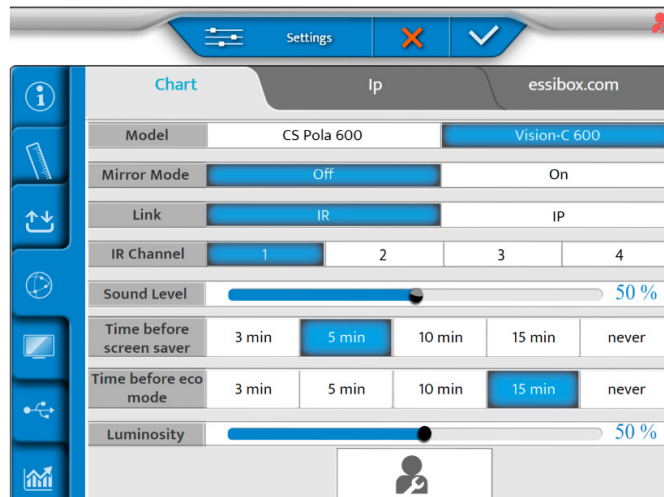 Settings
Chart Ip essibox.com
Model CS Pola 600 Vision-C 600
Mirror Mode Off On
Link IR IP
IR Channel 1 2 3 4
Sound Level 50 %
Time before
screen saver 3 min 5 min 10 min 15 min never
Time before eco
mode 3 min 5 min 10 min 15 min never
Luminosity 50 %